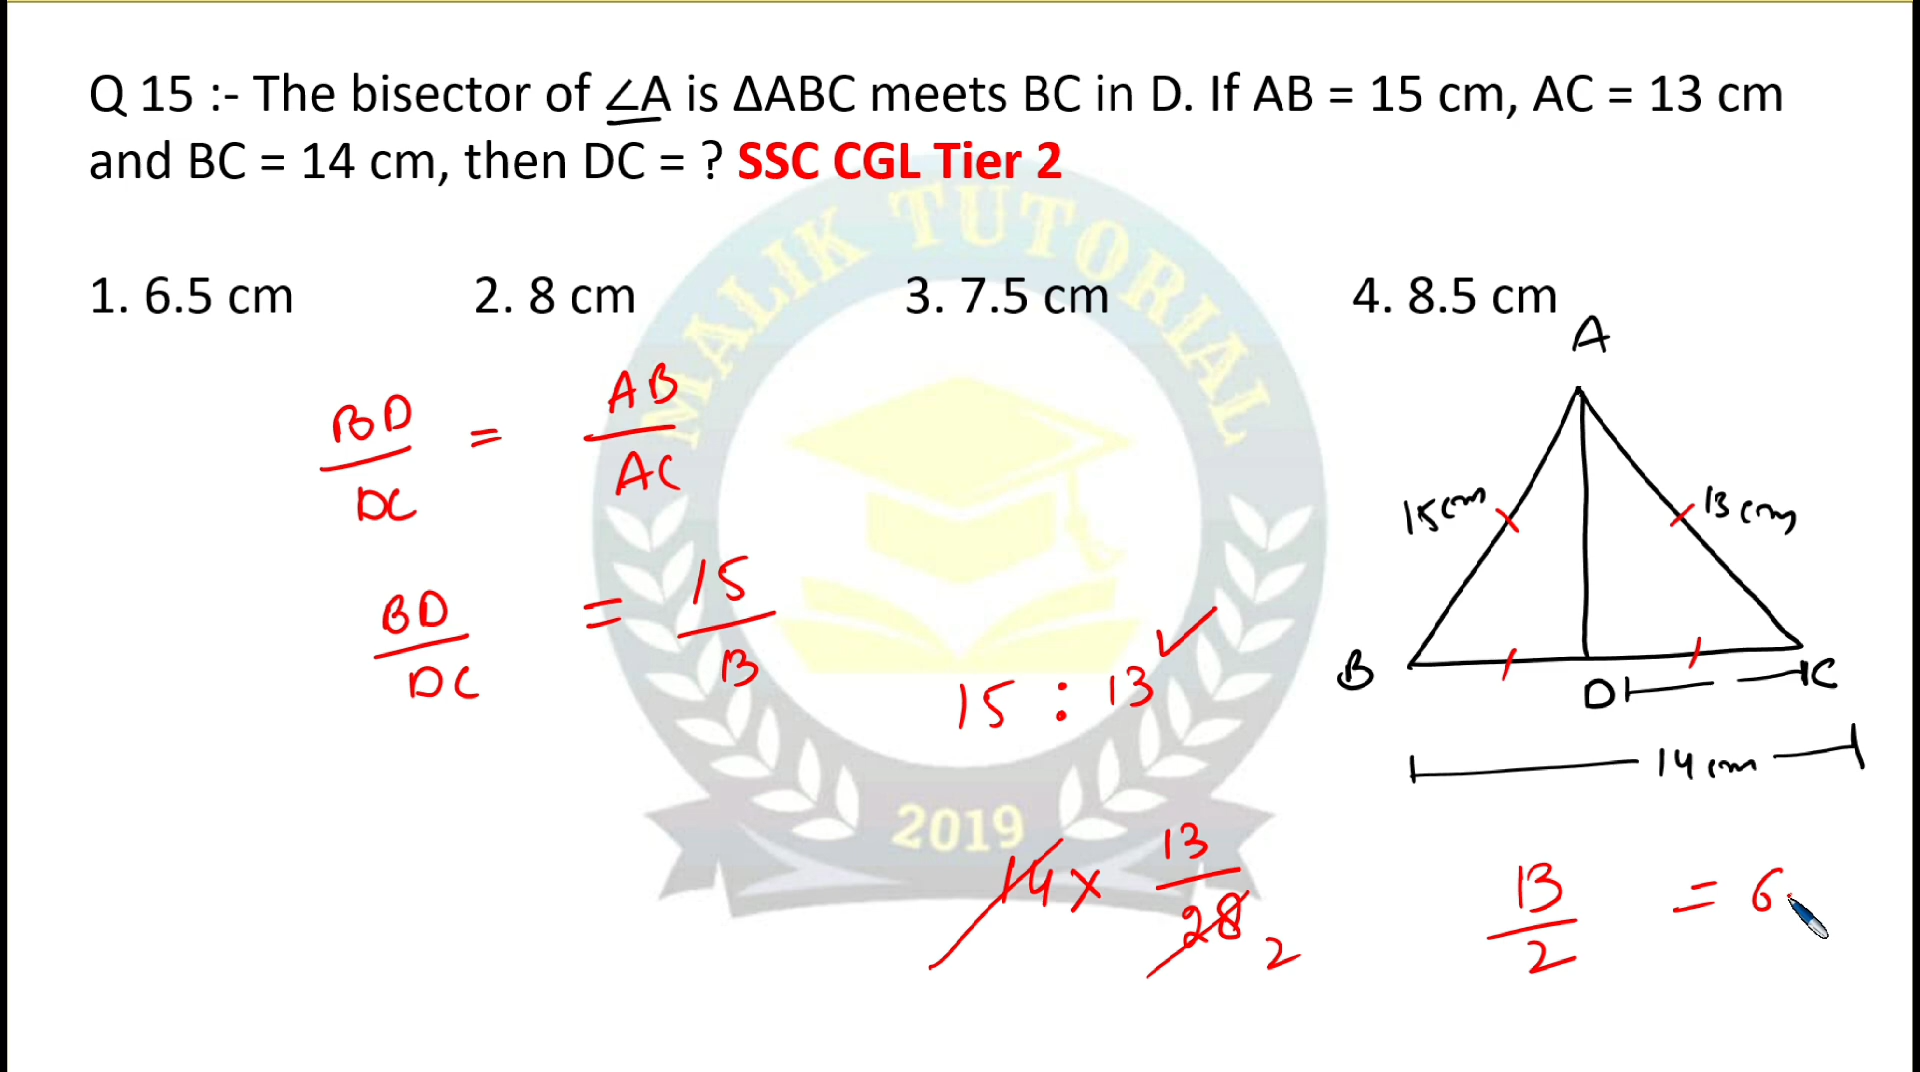 Q 15 :- The bisector of ∠A is ΔABC meets BC in D. If AB = 15 cm, AC = 13 cm
and BC = 14 cm, then DC = ? SSC CGL Tier 2
MALIK TUTORIAL
1. 6.5 cm 2. 8 cm 3. 7.5 cm 4. 8.5 cm
A
BD/DC = AB/AC
15cm 13 cm
BD/DC = 15/13
15 : 13
B D C
14 cm
2019
14 × 13/28 2
13/2 = 6